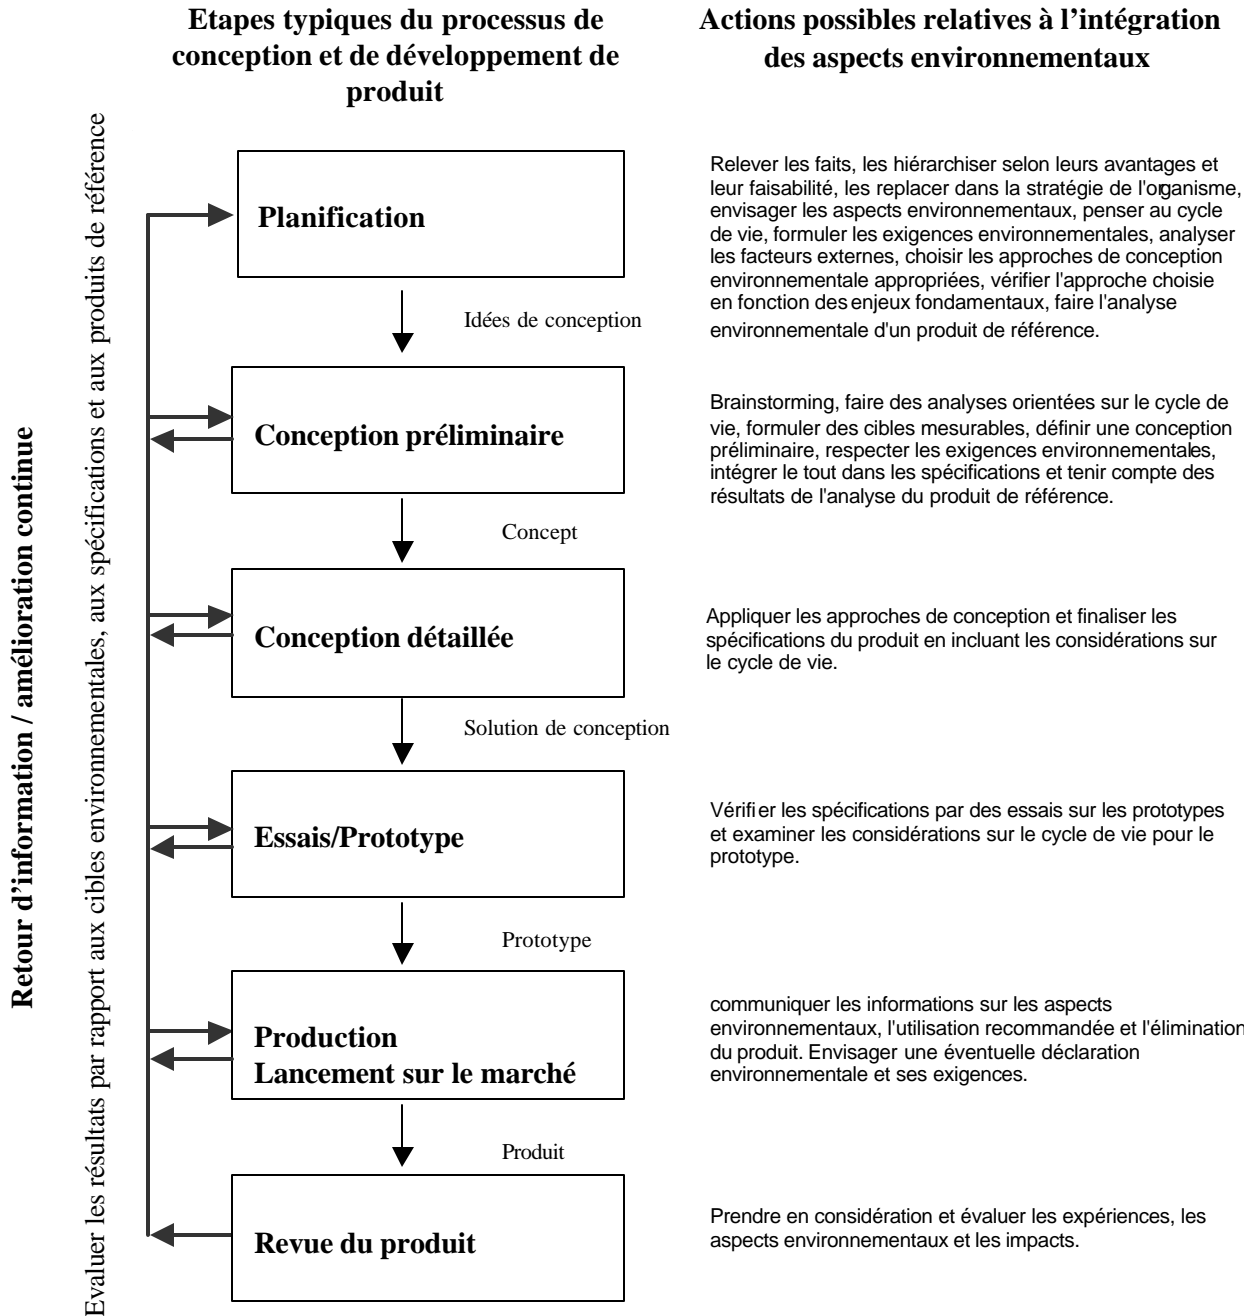 Etapes typiques du processus de
conception et de développement de
produit
Actions possibles relatives à l’intégration
des aspects environnementaux
Retour d’information / amélioration continue
Evaluer les résultats par rapport aux cibles environnementales, aux spécifications et aux produits de référence
Planification
Relever les faits, les hiérarchiser selon leurs avantages et
leur faisabilité, les replacer dans la stratégie de l'organisme,
envisager les aspects environnementaux, penser au cycle
de vie, formuler les exigences environnementales, analyser
les facteurs externes, choisir les approches de conception
environnementale appropriées, vérifier l'approche choisie
en fonction des enjeux fondamentaux, faire l'analyse
environnementale d'un produit de référence.
Idées de conception
Conception préliminaire
Brainstorming, faire des analyses orientées sur le cycle de
vie, formuler des cibles mesurables, définir une conception
préliminaire, respecter les exigences environnementales,
intégrer le tout dans les spécifications et tenir compte des
résultats de l'analyse du produit de référence.
Concept
Conception détaillée
Appliquer les approches de conception et finaliser les
spécifications du produit en incluant les considérations sur
le cycle de vie.
Solution de conception
Essais/Prototype
Vérifier les spécifications par des essais sur les prototypes
et examiner les considérations sur le cycle de vie pour le
prototype.
Prototype
Production
Lancement sur le marché
communiquer les informations sur les aspects
environnementaux, l'utilisation recommandée et l'élimination
du produit. Envisager une éventuelle déclaration
environnementale et ses exigences.
Produit
Revue du produit
Prendre en considération et évaluer les expériences, les
aspects environnementaux et les impacts.